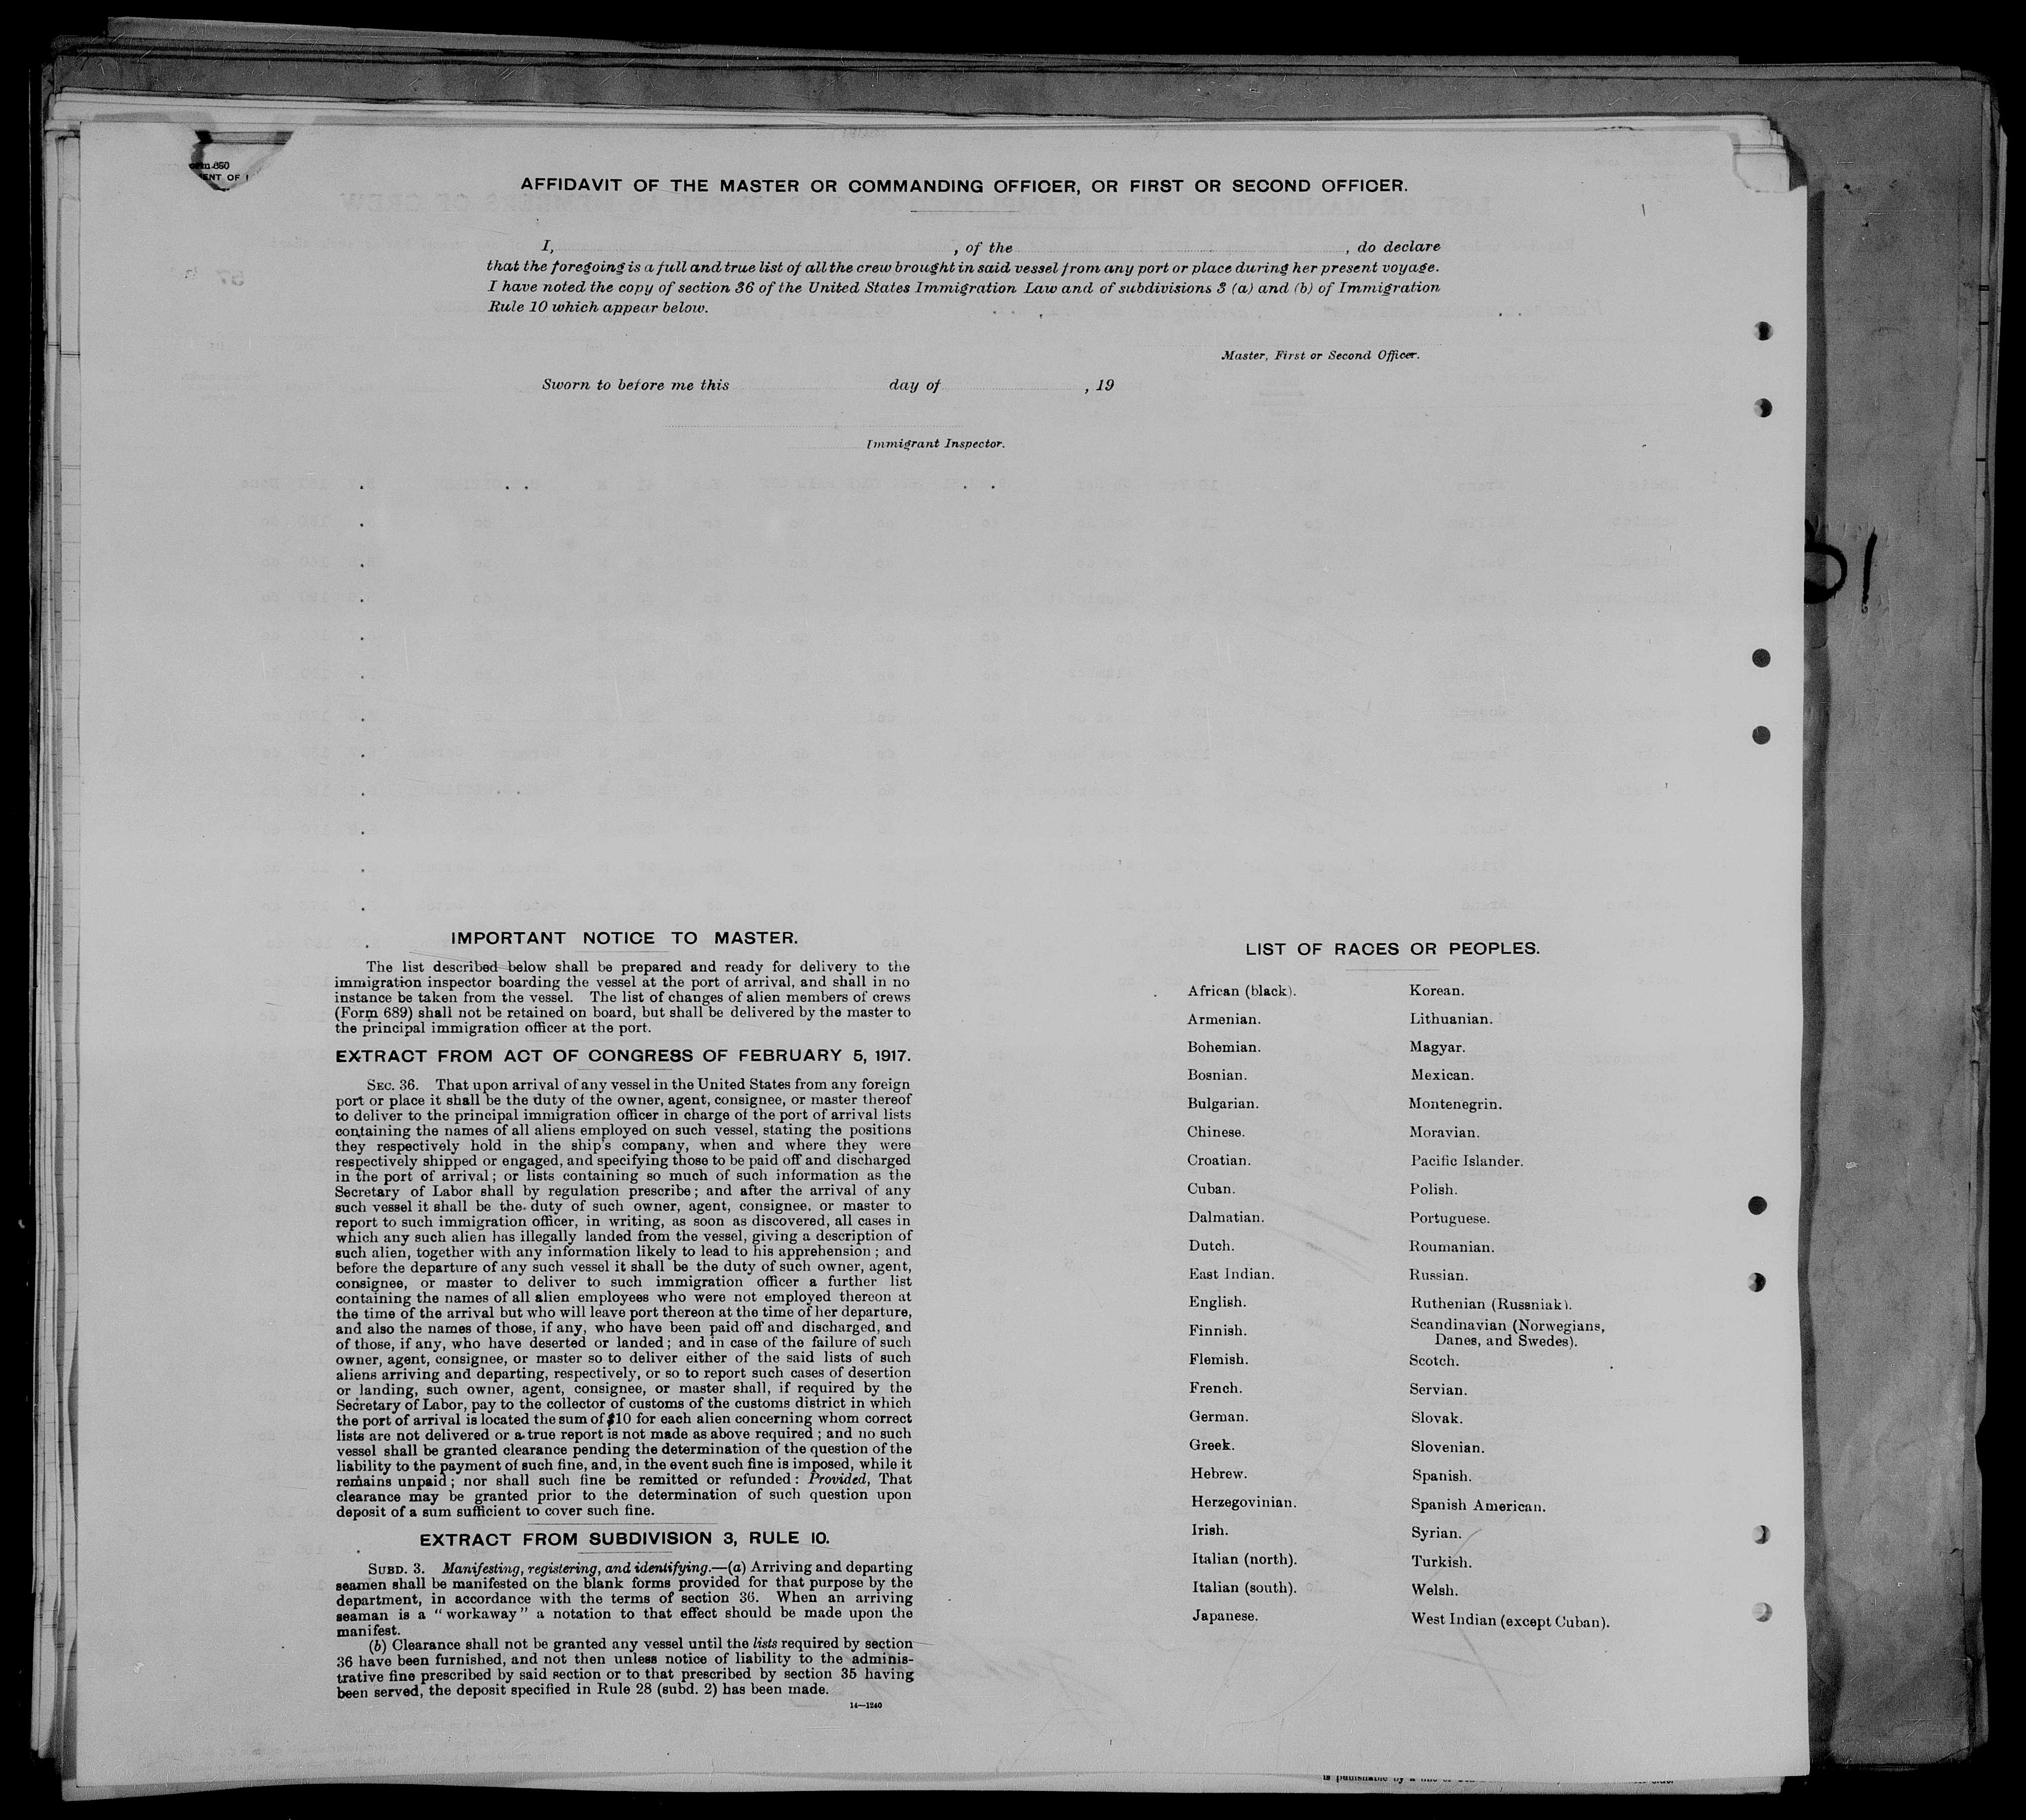 AFFIDAVIT OF THE MASTER OR COMMANDING OFFICER, OR FIRST OR SECOND OFFICER.
I, , of the , do declare
that the foregoing is a full and true list of all the crew brought in said vessel from any port or place during her present voyage.
I have noted the copy of section 36 of the United States Immigration Law and of subdivisions 3 (a) and (b) of Immigration
Rule 10 which appear below.
Master, First or Second Officer.
Sworn to before me this day of , 19
Immigrant Inspector.
IMPORTANT NOTICE TO MASTER.
The list described below shall be prepared and ready for delivery to the
immigration inspector boarding the vessel at the port of arrival, and shall in no
instance be taken from the vessel. The list of changes of alien members of crews
(Form 689) shall not be retained on board, but shall be delivered by the master to
the principal immigration officer at the port.
EXTRACT FROM ACT OF CONGRESS OF FEBRUARY 5, 1917.
SEC. 36. That upon arrival of any vessel in the United States from any foreign
port or place it shall be the duty of the owner, agent, consignee, or master thereof
to deliver to the principal immigration officer in charge of the port of arrival lists
containing the names of all aliens employed on such vessel, stating the positions
they respectively hold in the ship's company, when and where they were
respectively shipped or engaged, and specifying those to be paid off and discharged
in the port of arrival; or lists containing so much of such information as the
Secretary of Labor shall by regulation prescribe; and after the arrival of any
such vessel it shall be the duty of such owner, agent, consignee, or master to
report to such immigration officer, in writing, as soon as discovered, all cases in
which any such alien has illegally landed from the vessel, giving a description of
such alien, together with any information likely to lead to his apprehension; and
before the departure of any such vessel it shall be the duty of such owner, agent,
consignee, or master to deliver to such immigration officer a further list
containing the names of all alien employees who were not employed thereon at
the time of the arrival but who will leave port thereon at the time of her departure,
and also the names of those, if any, who have been paid off and discharged, and
of those, if any, who have deserted or landed; and in case of the failure of such
owner, agent, consignee, or master so to deliver either of the said lists of such
aliens arriving and departing, respectively, or so to report such cases of desertion
or landing, such owner, agent, consignee, or master shall, if required by the
Secretary of Labor, pay to the collector of customs of the customs district in which
the port of arrival is located the sum of $10 for each alien concerning whom correct
lists are not delivered or a true report is not made as above required; and no such
vessel shall be granted clearance pending the determination of the question of the
liability to the payment of such fine, and, in the event such fine is imposed, while it
remains unpaid; nor shall such fine be remitted or refunded: Provided, That
clearance may be granted prior to the determination of such question upon
deposit of a sum sufficient to cover such fine.
EXTRACT FROM SUBDIVISION 3, RULE 10.
SUBD. 3. Manifesting, registering, and identifying.—(a) Arriving and departing
seamen shall be manifested on the blank forms provided for that purpose by the
department, in accordance with the terms of section 36. When an arriving
seaman is a "workaway" a notation to that effect should be made upon the
manifest.
(b) Clearance shall not be granted any vessel until the lists required by section
36 have been furnished, and not then unless notice of liability to the adminis-
trative fine prescribed by said section or to that prescribed by section 35 having
been served, the deposit specified in Rule 28 (subd. 2) has been made.
14—1240
LIST OF RACES OR PEOPLES.
African (black).
Armenian.
Bohemian.
Bosnian.
Bulgarian.
Chinese.
Croatian.
Cuban.
Dalmatian.
Dutch.
East Indian.
English.
Finnish.
Flemish.
French.
German.
Greek.
Hebrew.
Herzegovinian.
Irish.
Italian (north).
Italian (south).
Japanese.
Korean.
Lithuanian.
Magyar.
Mexican.
Montenegrin.
Moravian.
Pacific Islander.
Polish.
Portuguese.
Roumanian.
Russian.
Ruthenian (Russniak).
Scandinavian (Norwegians,
Danes, and Swedes).
Scotch.
Servian.
Slovak.
Slovenian.
Spanish.
Spanish American.
Syrian.
Turkish.
Welsh.
West Indian (except Cuban).